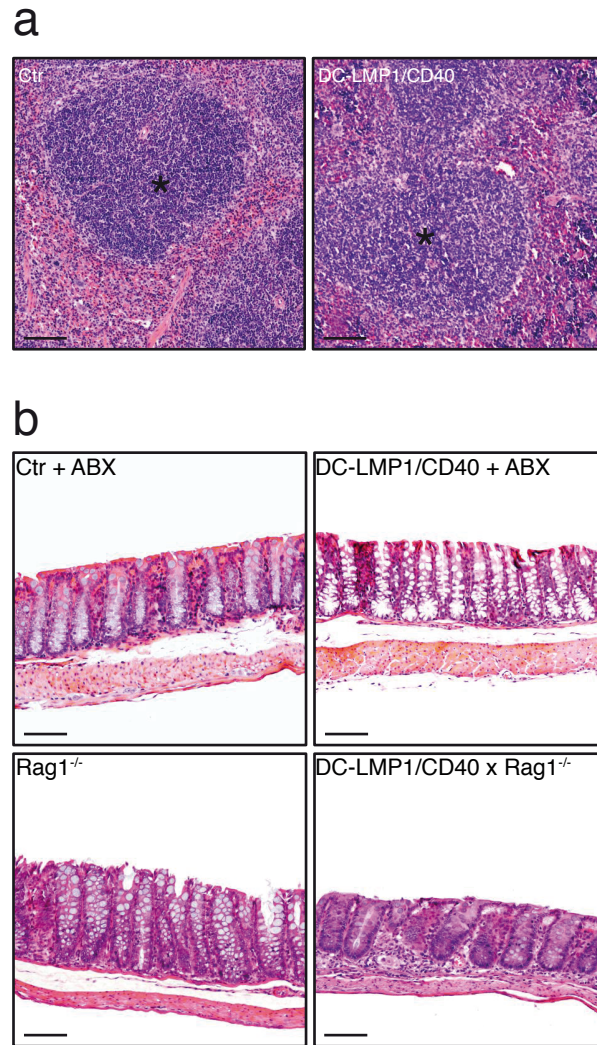 a
Ctr
DC-LMP1/CD40
*
*
b
Ctr + ABX
DC-LMP1/CD40 + ABX
Rag1-/-
DC-LMP1/CD40 x Rag1-/-